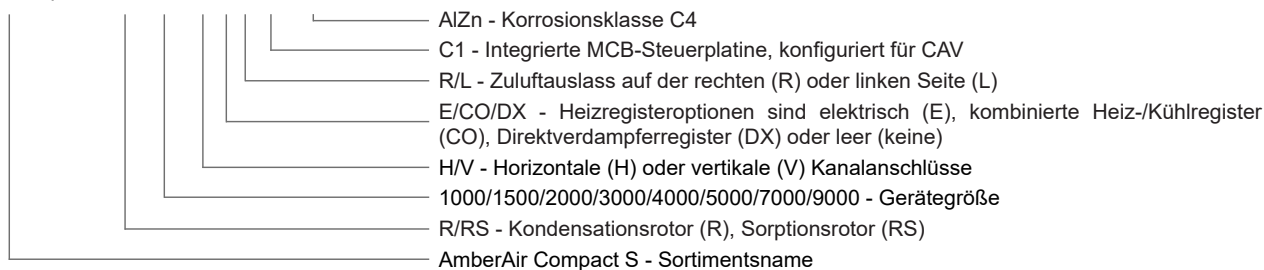 AlZn - Korrosionsklasse C4
C1 - Integrierte MCB-Steuerplatine, konfiguriert für CAV
R/L - Zuluftauslass auf der rechten (R) oder linken Seite (L)
E/CO/DX - Heizregisteroptionen sind elektrisch (E), kombinierte Heiz-/Kühlregister
(CO), Direktverdampferregister (DX) oder leer (keine)
H/V - Horizontale (H) oder vertikale (V) Kanalanschlüsse
1000/1500/2000/3000/4000/5000/7000/9000 - Gerätegröße
R/RS - Kondensationsrotor (R), Sorptionsrotor (RS)
AmberAir Compact S - Sortimentsname